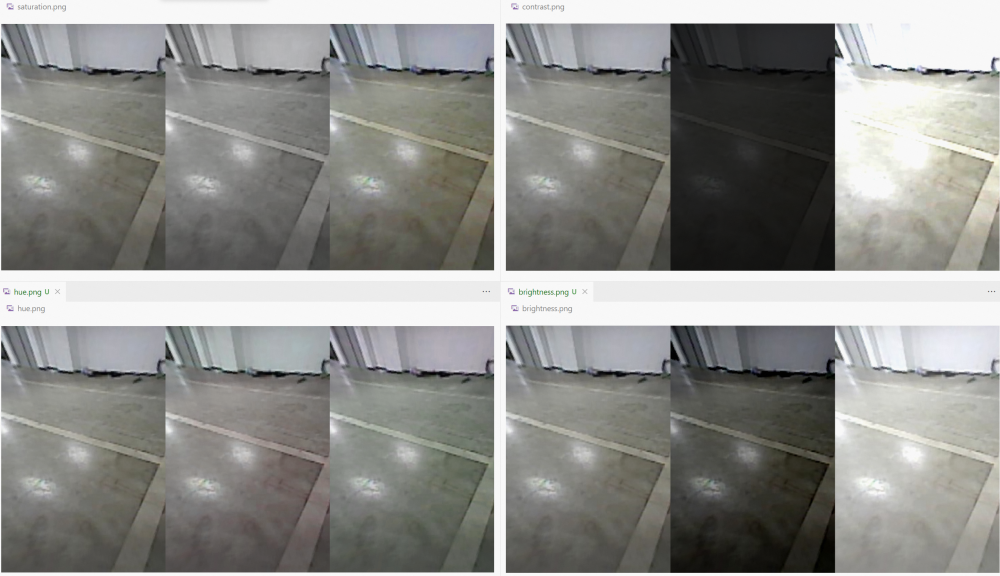 saturation.png
contrast.png
hue.png U
brightness.png U
hue.png
brightness.png